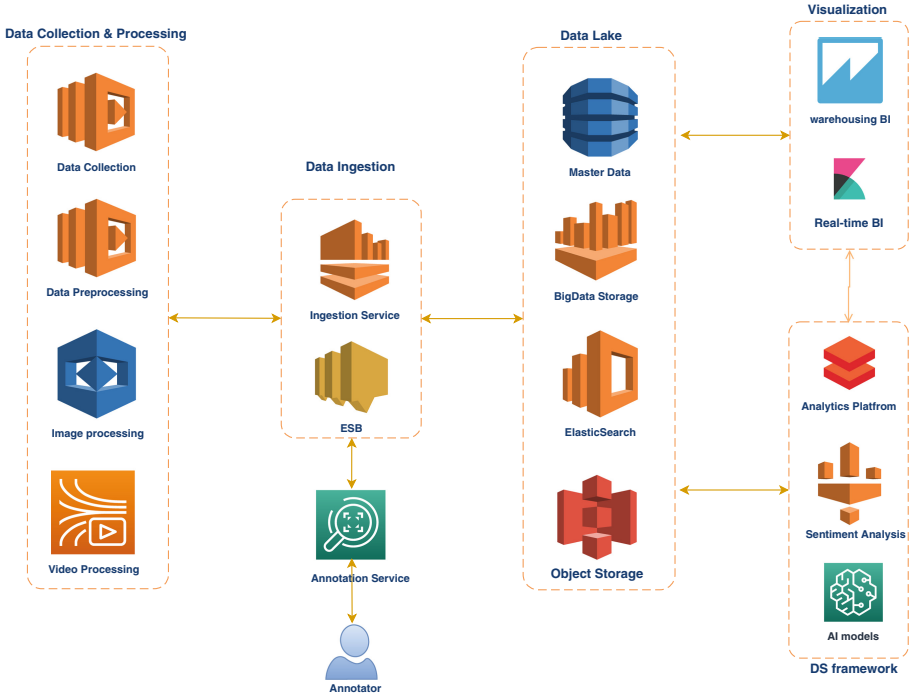 Data Collection & Processing
Data Collection
Data Preprocessing
Image processing
Video Processing
Data Ingestion
Ingestion Service
ESB
Annotation Service
Annotator
Data Lake
Master Data
BigData Storage
ElasticSearch
Object Storage
Visualization
warehousing BI
Real-time BI
Analytics Platfrom
Sentiment Analysis
AI models
DS framework